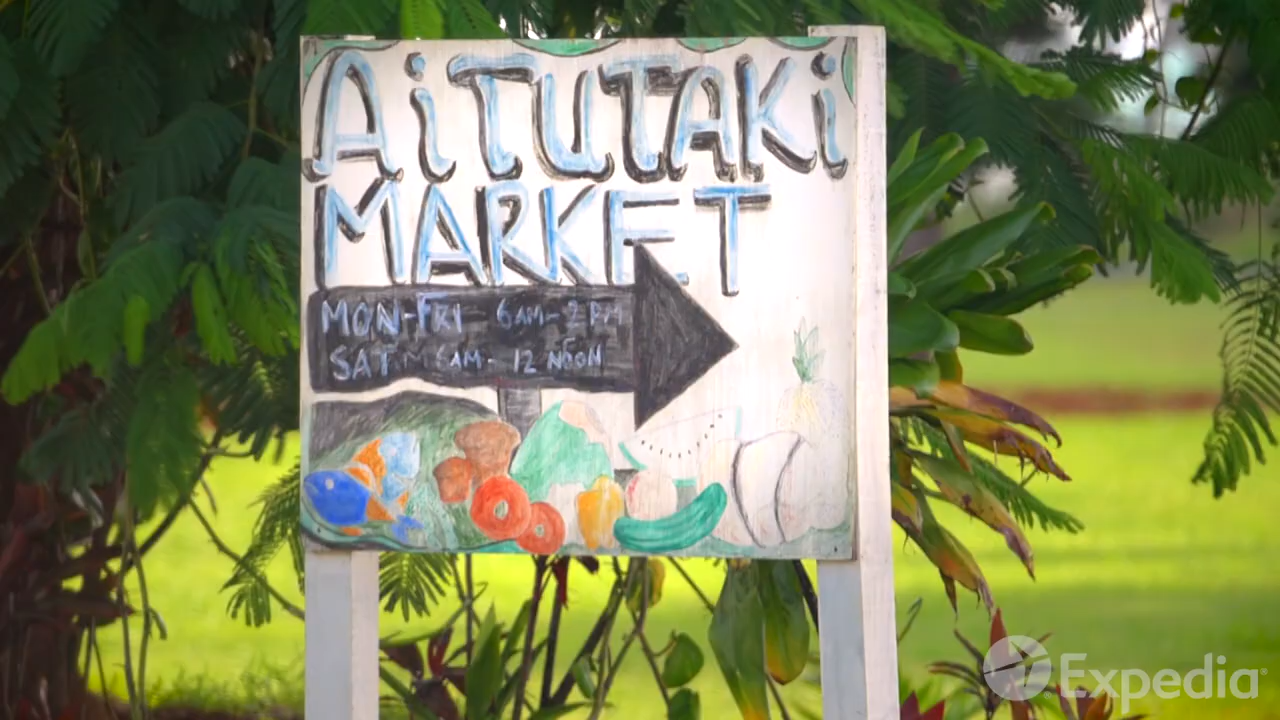 AiTUTAKi
MARKET
MON-FRI - 6AM - 2PM
SAT 6AM - 12 NOON
Expedia